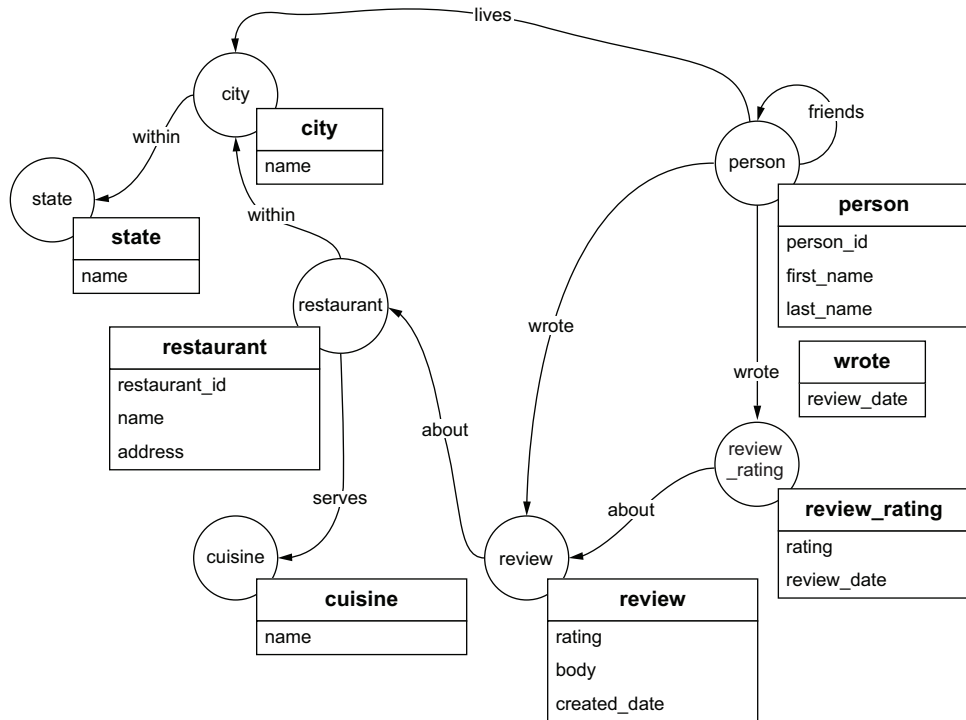 lives
city
city
name
within
friends
person
person
person_id
first_name
last_name
state
state
name
within
restaurant
restaurant
restaurant_id
name
address
wrote
wrote
wrote
review_date
about
review
_rating
review_rating
rating
review_date
about
serves
cuisine
cuisine
name
review
review
rating
body
created_date